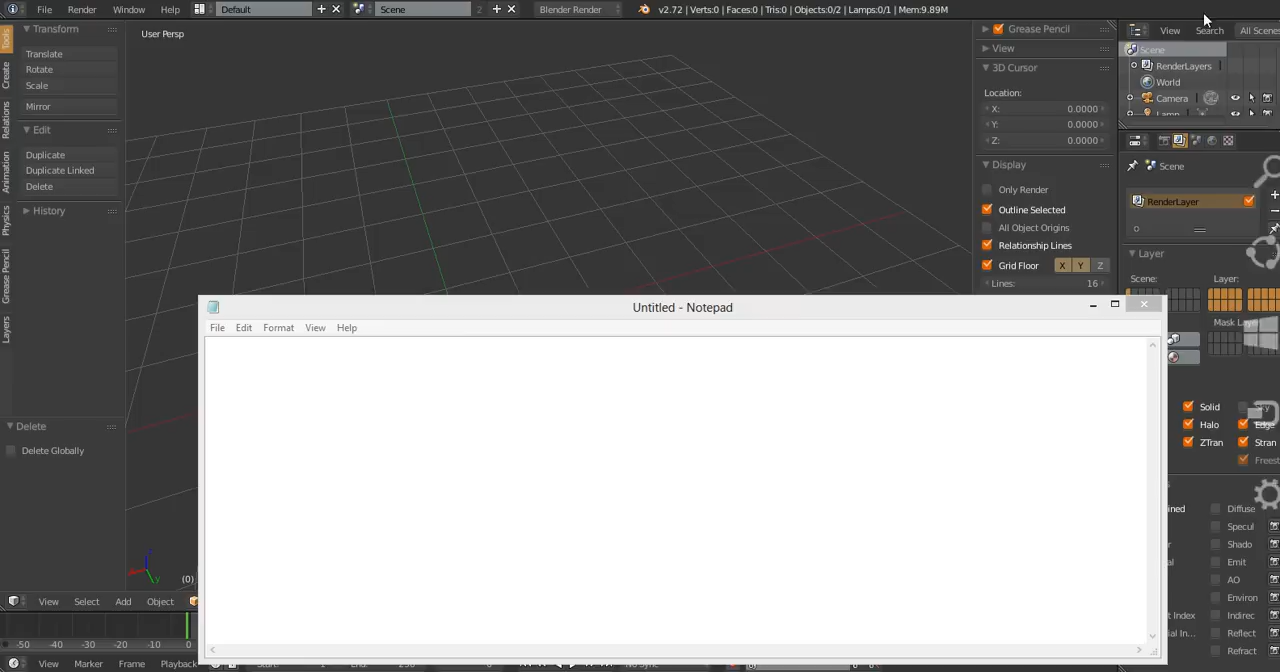 File Render Window Help Default Scene 2 Blender Render v2.72 | Verts:0 | Faces:0 | Tris:0 | Objects:0/2 | Lamps:0/1 | Mem:9.89M
Tools
Create
Relations
Animation
Physics
Grease Pencil
Layers
Transform
Translate
Rotate
Scale
Mirror
Edit
Duplicate
Duplicate Linked
Delete
History
Delete
Delete Globally
User Persp
(0)
View Select Add Object
-50 -40 -30 -20 -10 0
View Marker Frame Playback
Grease Pencil
View
3D Cursor
Location:
X: 0.0000
Y: 0.0000
Z: 0.0000
Display
Only Render
Outline Selected
All Object Origins
Relationship Lines
Grid Floor X Y Z
Lines: 16
View Search All Scenes
Scene
RenderLayers
World
Camera
Lamp
Scene
RenderLayer
Layer
Scene: Layer:
Mask Layer
Solid
Halo
ZTran
Sky
Edge
Stran
Freest
Diffuse
Specul
Shado
Emit
AO
Environ
Indirec
Reflect
Refract
Untitled - Notepad
File Edit Format View Help